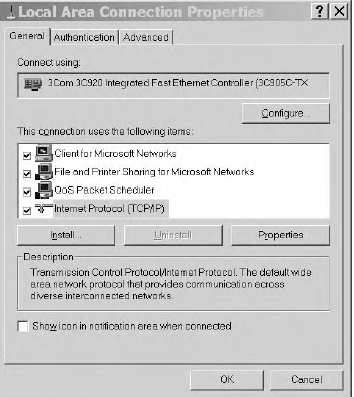 Local Area Connection Properties
General Authentication Advanced
Connect using:
3Com 3C920 Integrated Fast Ethernet Controller (3C905C-TX
Configure...
This connection uses the following items:
Client for Microsoft Networks
File and Printer Sharing for Microsoft Networks
QoS Packet Scheduler
Internet Protocol (TCP/IP)
Install... Uninstall Properties
Description
Transmission Control Protocol/Internet Protocol. The default wide
area network protocol that provides communication across
diverse interconnected networks.
Show icon in notification area when connected
OK Cancel